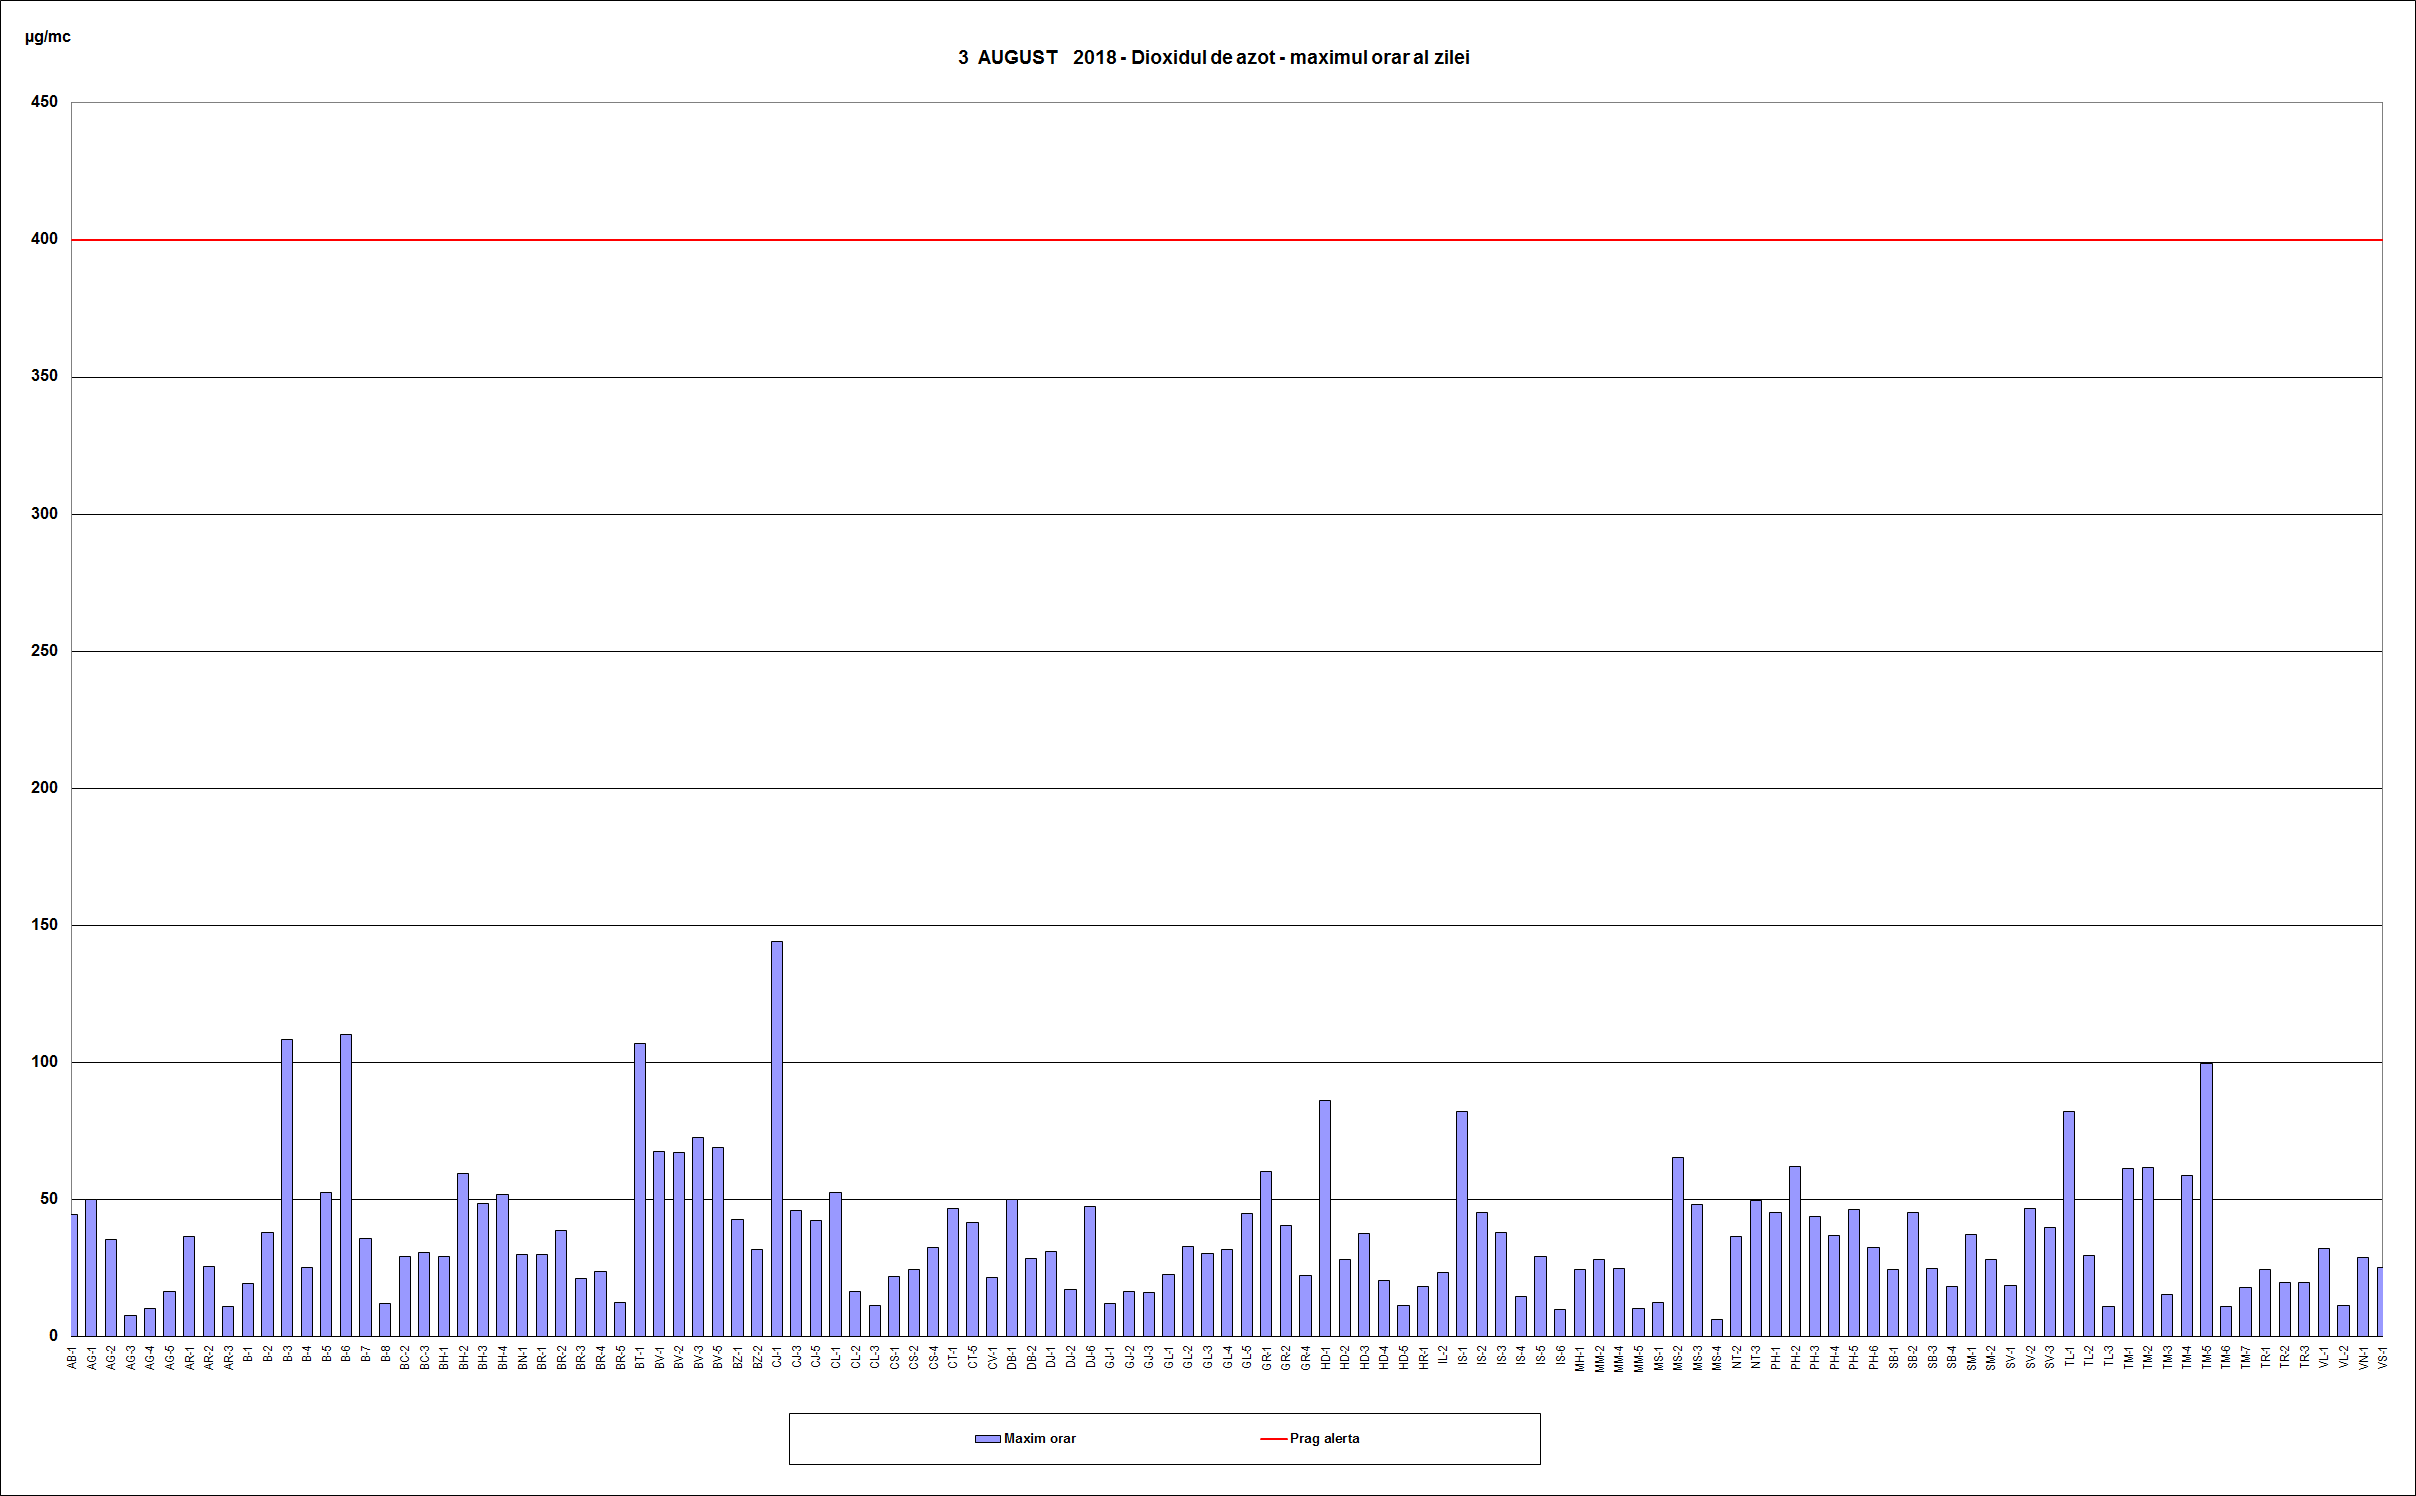 µg/mc
3 AUGUST 2018 - Dioxidul de azot - maximul orar al zilei
450
400
350
300
250
200
150
100
50
0
AB-1 AG-1 AG-2 AG-3 AG-4 AG-5 AR-1 AR-2 AR-3 B-1 B-2 B-3 B-4 B-5 B-6 B-7 B-8 BC-2 BC-3 BH-1 BH-2 BH-3 BH-4 BN-1 BR-1 BR-2 BR-3 BR-4 BR-5 BT-1 BV-1 BV-2 BV-3 BV-5 BZ-1 BZ-2 CJ-1 CJ-3 CJ-5 CL-1 CL-2 CL-3 CS-1 CS-2 CS-4 CT-1 CT-5 CV-1 DB-1 DB-2 DJ-1 DJ-2 DJ-6 GJ-1 GJ-2 GJ-3 GL-1 GL-2 GL-3 GL-4 GL-5 GR-1 GR-2 GR-4 HD-1 HD-2 HD-3 HD-4 HD-5 HR-1 IL-2 IS-1 IS-2 IS-3 IS-4 IS-5 IS-6 MH-1 MM-2 MM-4 MM-5 MS-1 MS-2 MS-3 MS-4 NT-2 NT-3 PH-1 PH-2 PH-3 PH-4 PH-5 PH-6 SB-1 SB-2 SB-3 SB-4 SM-1 SM-2 SV-1 SV-2 SV-3 TL-1 TL-2 TL-3 TM-1 TM-2 TM-3 TM-4 TM-5 TM-6 TM-7 TR-1 TR-2 TR-3 VL-1 VL-2 VN-1 VS-1
Maxim orar Prag alerta